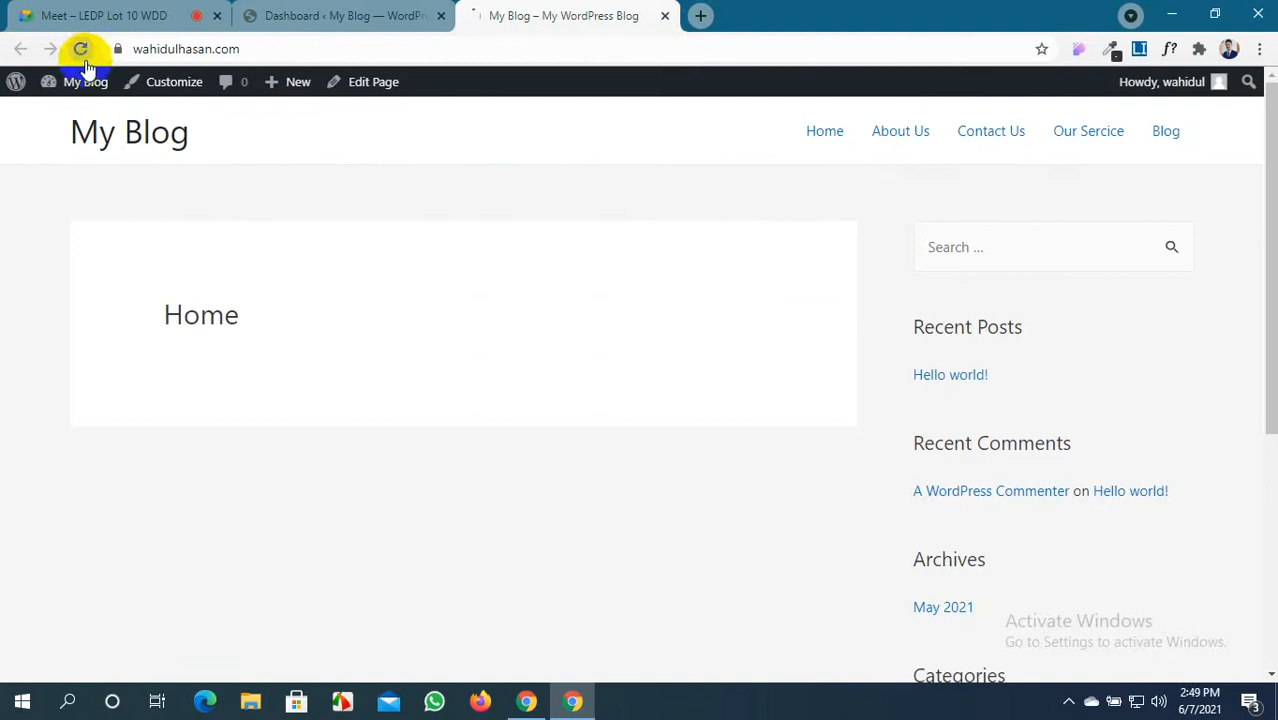 Meet – LEDP Lot 10 WDD
Dashboard ‹ My Blog — WordPr
My Blog – My WordPress Blog
wahidulhasan.com
My Blog
Customize
0
New
Edit Page
Howdy, wahidul
My Blog
Home
About Us
Contact Us
Our Sercice
Blog
Home
Search ...
Recent Posts
Hello world!
Recent Comments
A WordPress Commenter on Hello world!
Archives
May 2021
Activate Windows
Go to Settings to activate Windows.
Categories
LI
f?
2:49 PM
6/7/2021
3